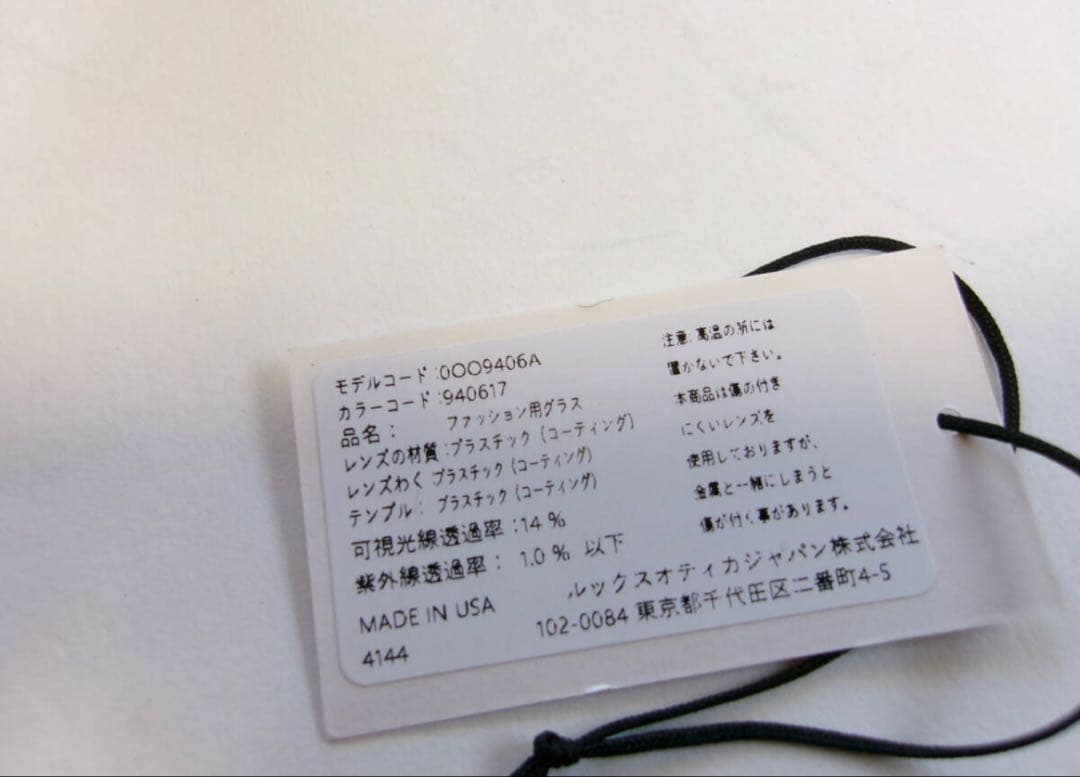 モデルコード:0OO9406A
カラーコード:940617
品名: ファッション用グラス
レンズの材質:プラスチック(コーティング)
レンズわく プラスチック(コーティング)
テンプル: プラスチック(コーティング)
可視光線透過率:14 %
紫外線透過率: 1.0 % 以下
MADE IN USA
4144
注意:高温の所には
置かないで下さい。
本商品は傷の付き
にくいレンズを
使用しておりますが、
金属と一緒にしまうと
傷が付く事があります。
ルックスオティカジャパン株式会社
102-0084 東京都千代田区二番町4-5